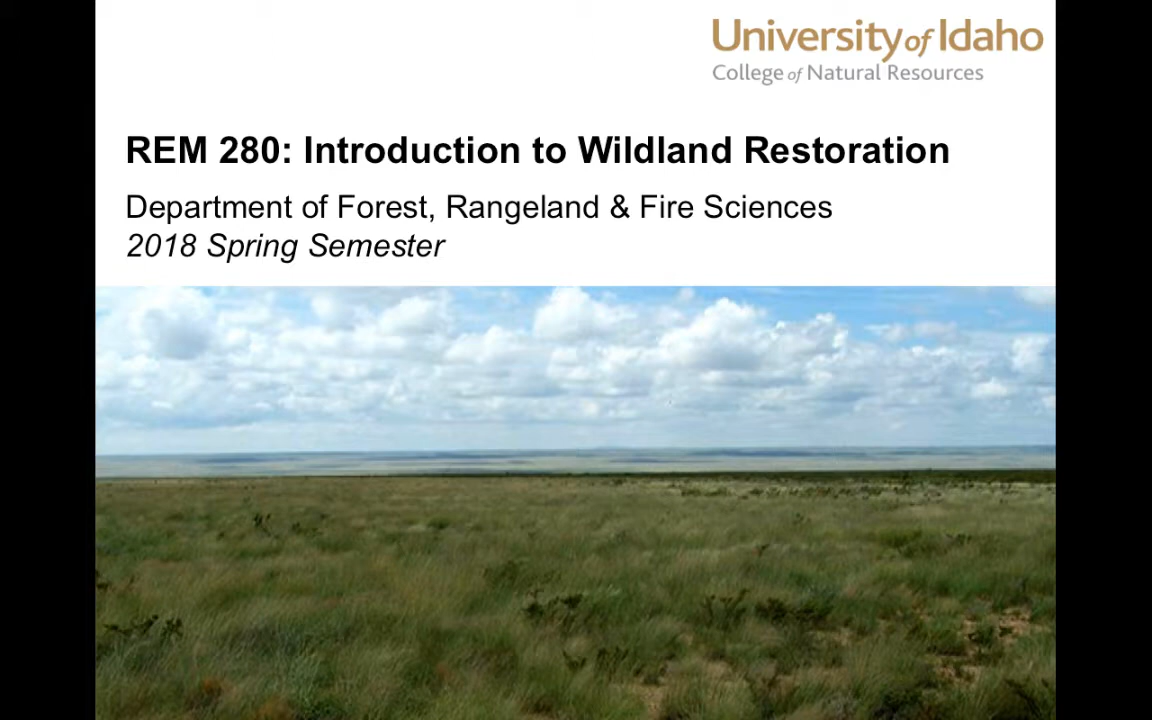 University of Idaho
College of Natural Resources
REM 280: Introduction to Wildland Restoration
Department of Forest, Rangeland & Fire Sciences
2018 Spring Semester